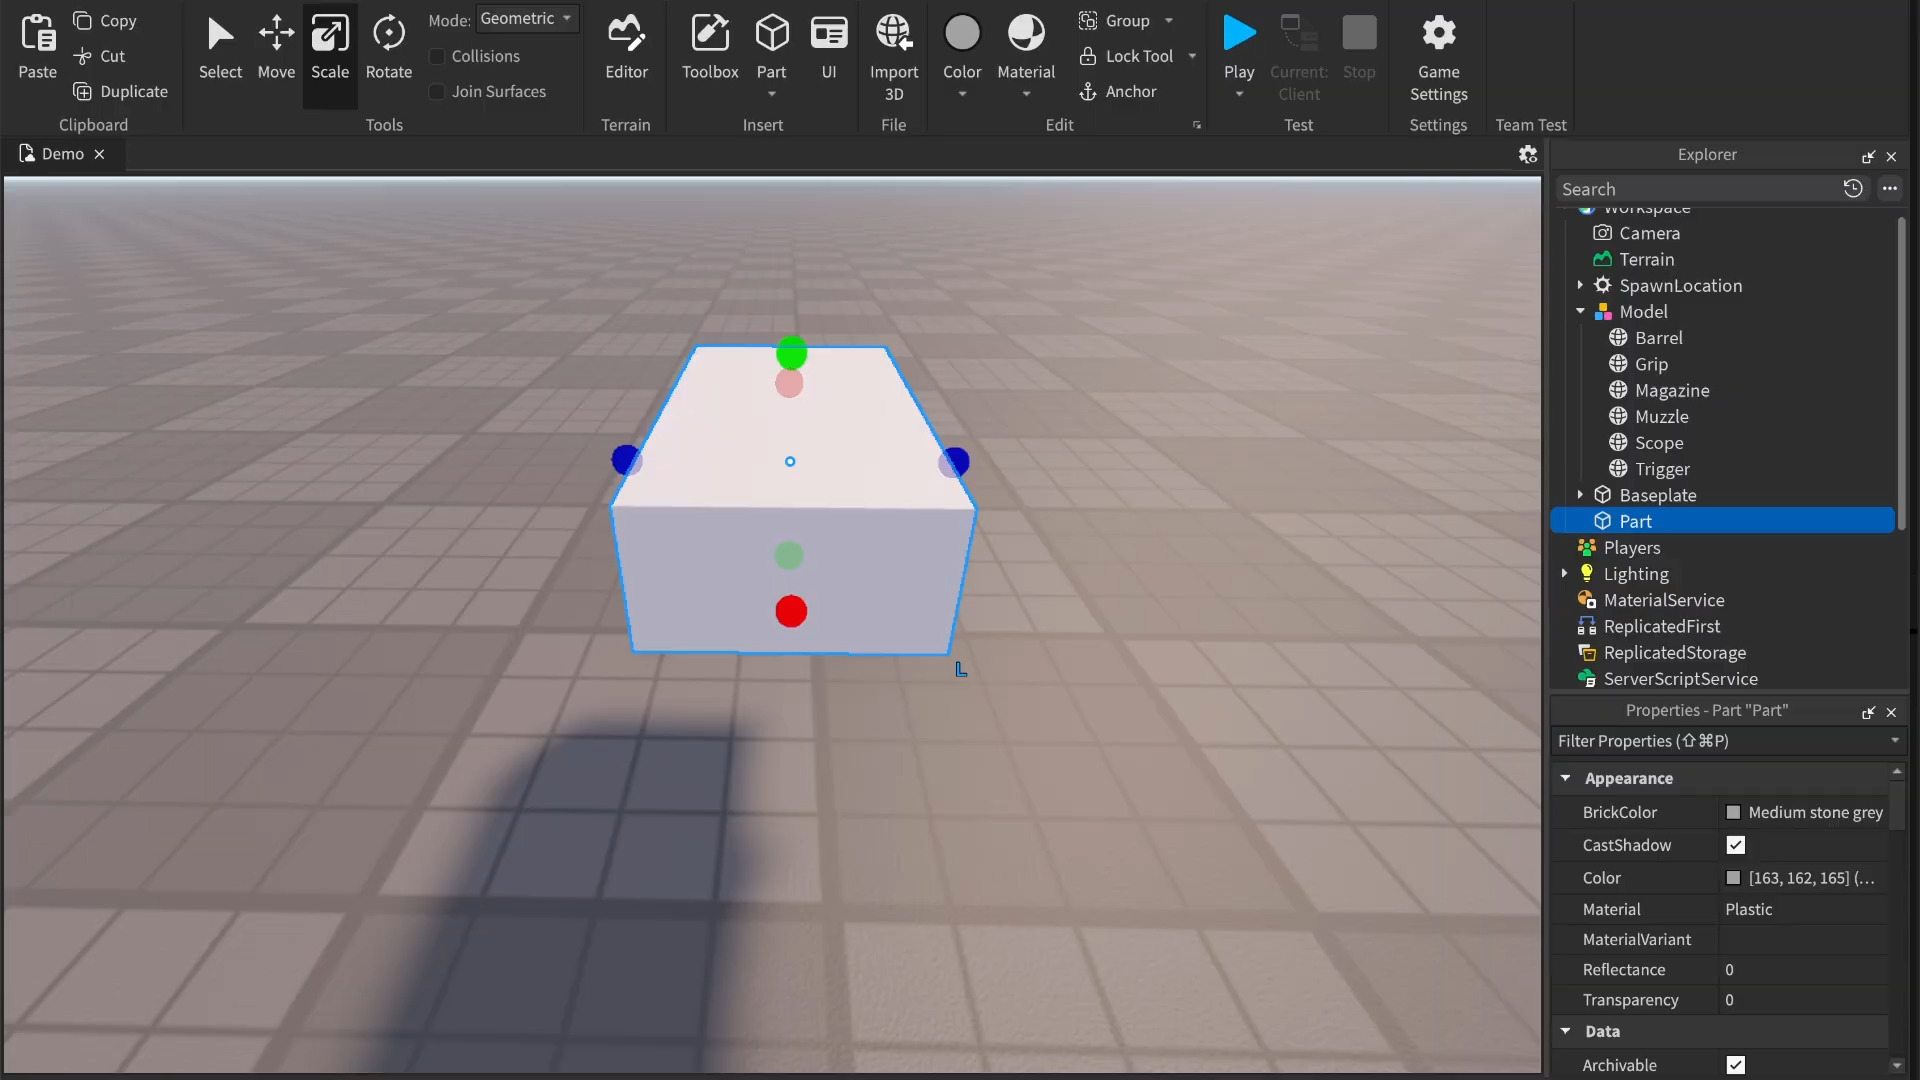 Paste
Copy
Cut
Duplicate
Clipboard
Select
Move
Scale
Rotate
Mode: Geometric
Collisions
Join Surfaces
Tools
Editor
Terrain
Toolbox
Part
UI
Insert
Import
3D
File
Color
Material
Group
Lock Tool
Anchor
Edit
Play
Current:
Client
Stop
Test
Game
Settings
Settings
Team Test
Demo
Explorer
Search
Workspace
Camera
Terrain
SpawnLocation
Model
Barrel
Grip
Magazine
Muzzle
Scope
Trigger
Baseplate
Part
Players
Lighting
MaterialService
ReplicatedFirst
ReplicatedStorage
ServerScriptService
L
Properties - Part "Part"
Filter Properties (⇧⌘P)
Appearance
BrickColor Medium stone grey
CastShadow
Color [163, 162, 165] (...
Material Plastic
MaterialVariant
Reflectance 0
Transparency 0
Data
Archivable